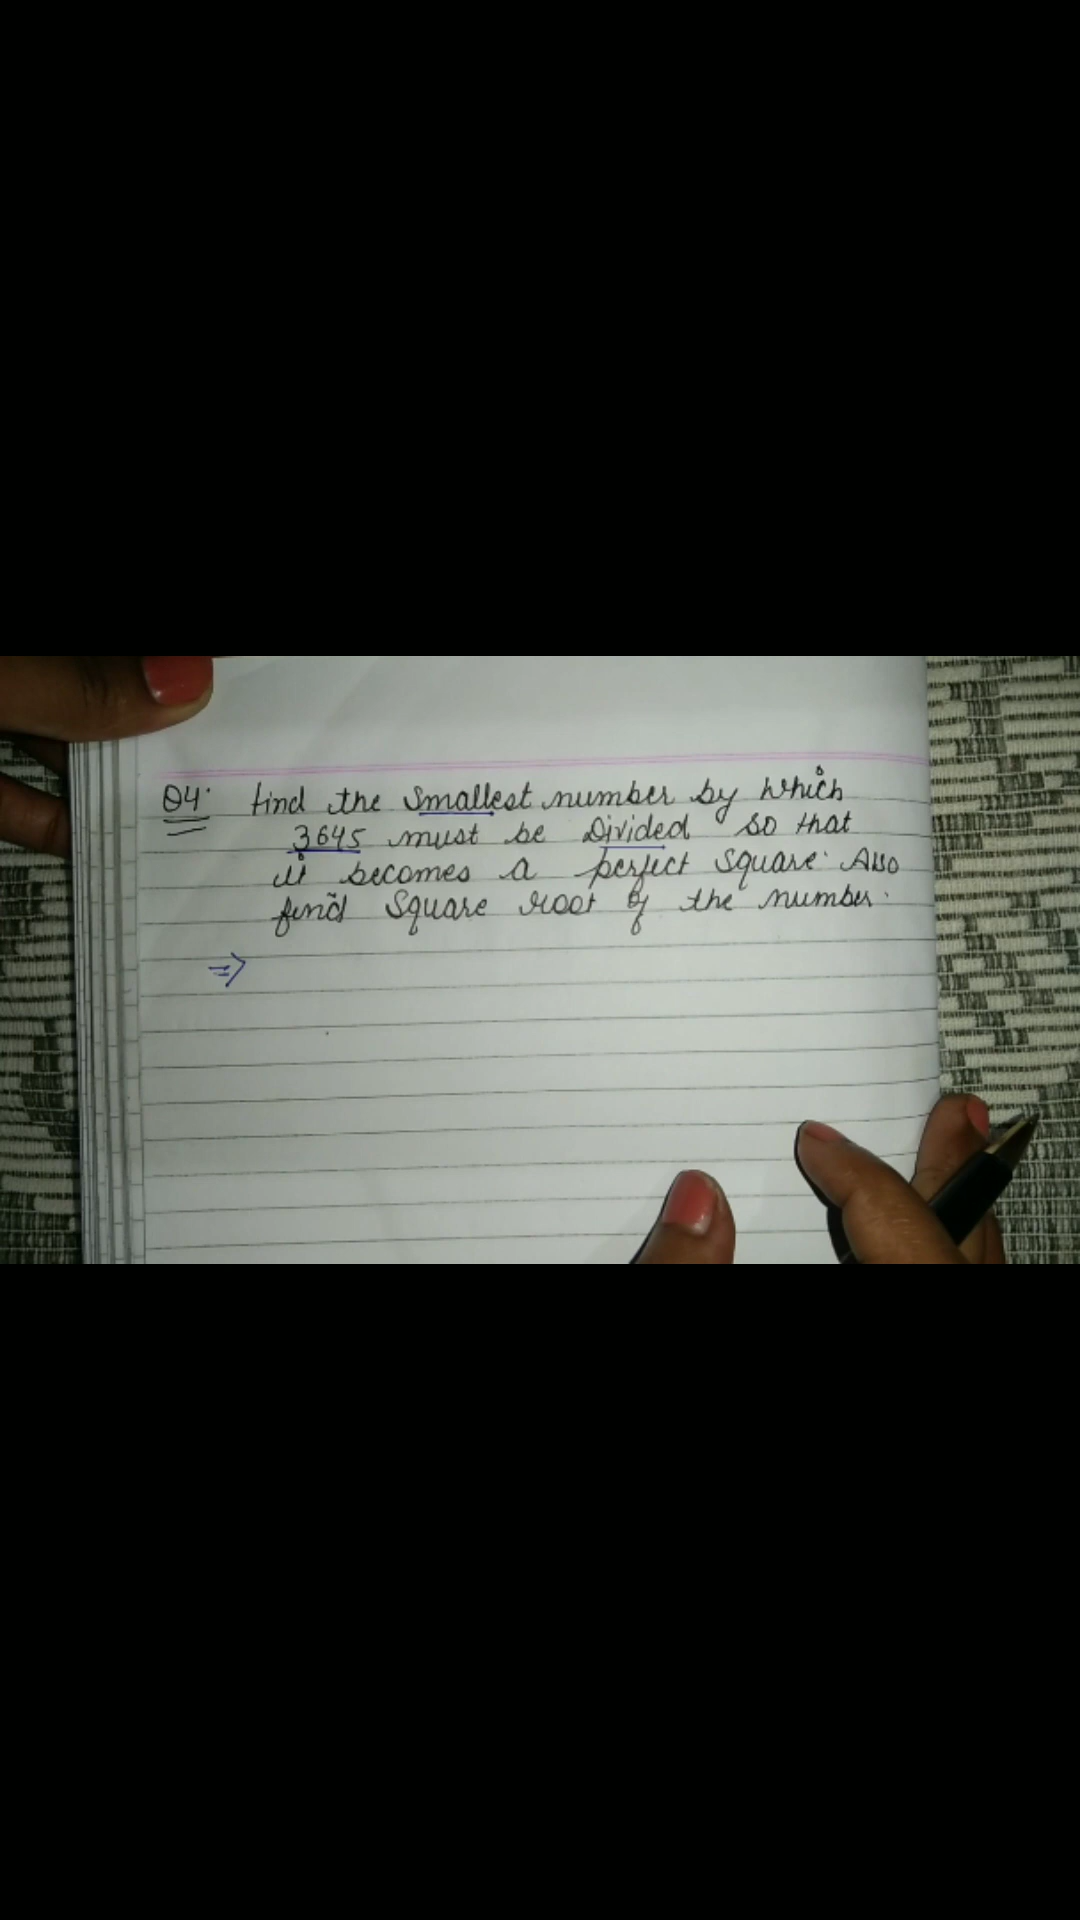 Q4. Find the Smallest number by which
3645 must be Divided so that
it becomes a perfect square. Also
find Square root of the number.
⇒